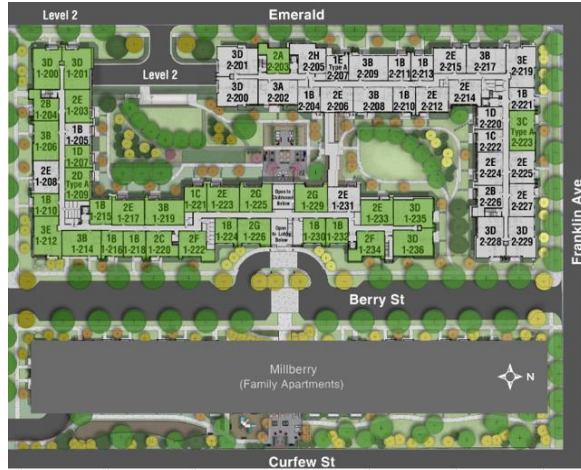 Level 2
Emerald
Level 2
3D
1-200
3D
1-201
2B
1-204
2E
1-203
1B
1-205
3B
1-206
1D
1-207
2E
1-208
2D
Type A
1-209
1B
1-210
3E
1-212
3B
1-214
1B
1-215
1B
1-216
2E
1-217
1B
1-218
3B
1-219
2C
1-220
1C
1-221
2F
1-222
2E
1-223
1B
1-224
2G
1-225
2G
1-226
Open to
Below
Open
to Lobby
Below
2G
1-229
1B
1-230
2E
1-231
1B
1-232
2E
1-233
2F
1-234
3D
1-235
3D
1-236
3D
2-201
2A
2-203
2H
2-205
1E
Type A
2-207
3B
2-209
1B
2-211
1B
2-213
2E
2-215
3B
2-217
3E
2-219
3D
2-200
3A
2-202
1B
2-204
2E
2-206
3B
2-208
1B
2-210
2E
2-212
2E
2-214
1B
2-221
1D
2-220
3C
Type A
2-223
1C
2-222
2E
2-224
2E
2-225
2B
2-226
2E
2-227
3D
2-228
3D
2-229
Franklin Ave
Berry St
Millberry
(Family Apartments)
N
Curfew St